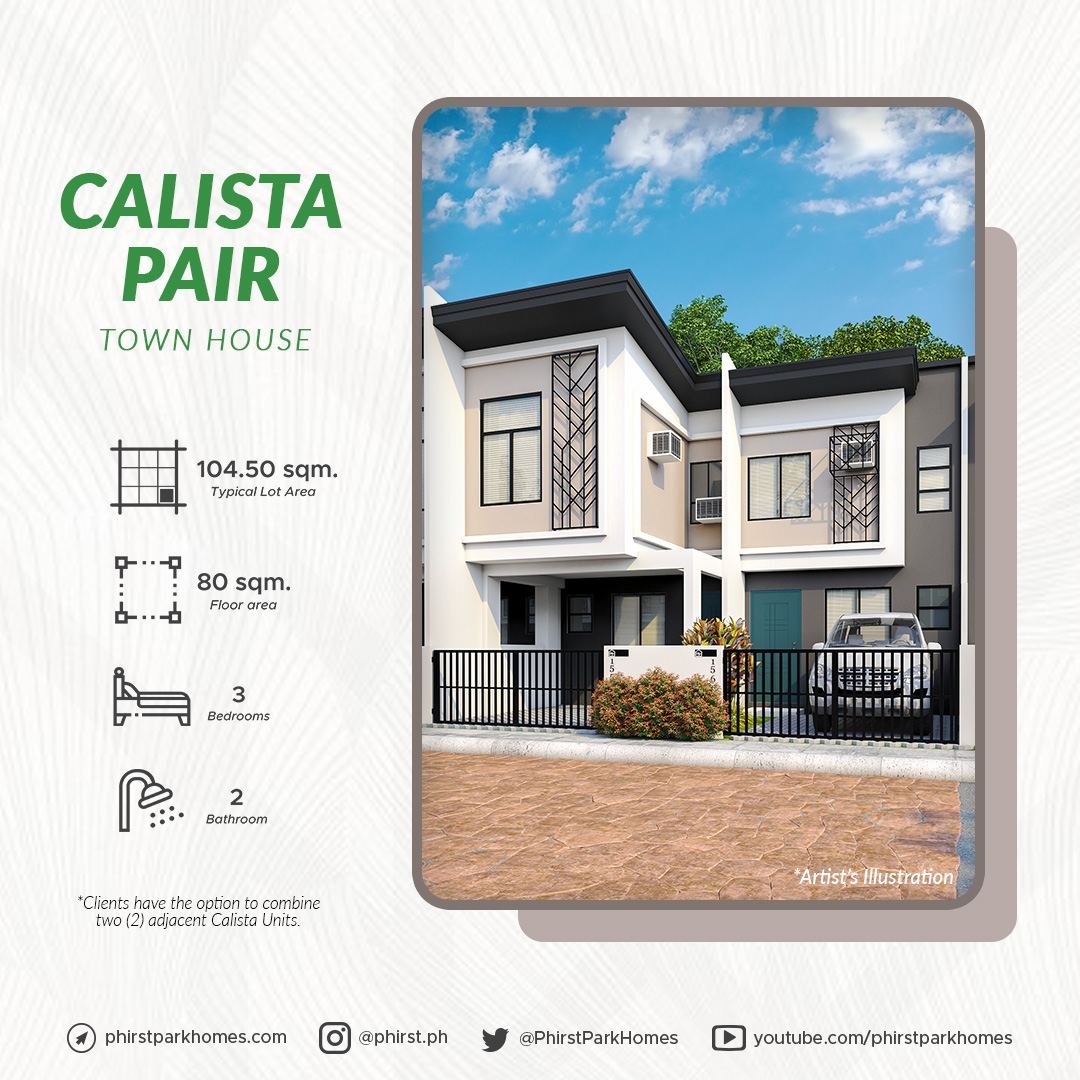 CALISTA
PAIR
TOWN HOUSE
104.50 sqm.
Typical Lot Area
80 sqm.
Floor area
3
Bedrooms
2
Bathroom
*Clients have the option to combine
two (2) adjacent Calista Units.
*Artist's Illustration
phirstparkhomes.com
@phirst.ph
@PhirstParkHomes
youtube.com/phirstparkhomes